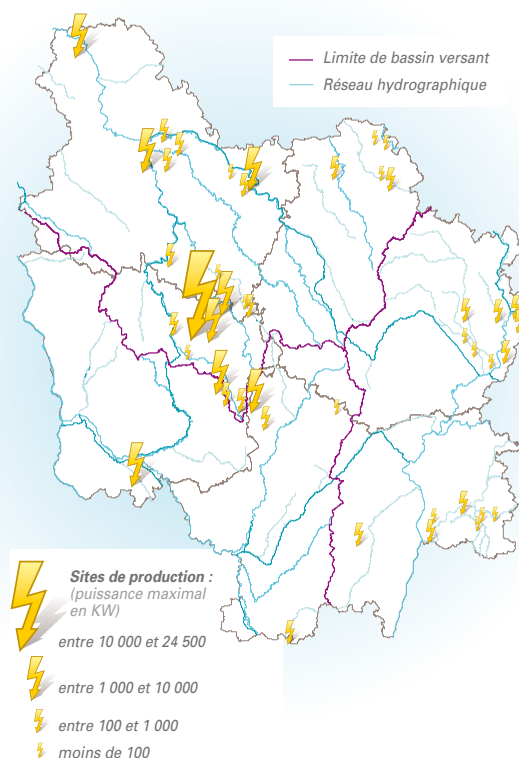 Limite de bassin versant
Réseau hydrographique
Sites de production :
(puissance maximal
en KW)
entre 10 000 et 24 500
entre 1 000 et 10 000
entre 100 et 1 000
moins de 100